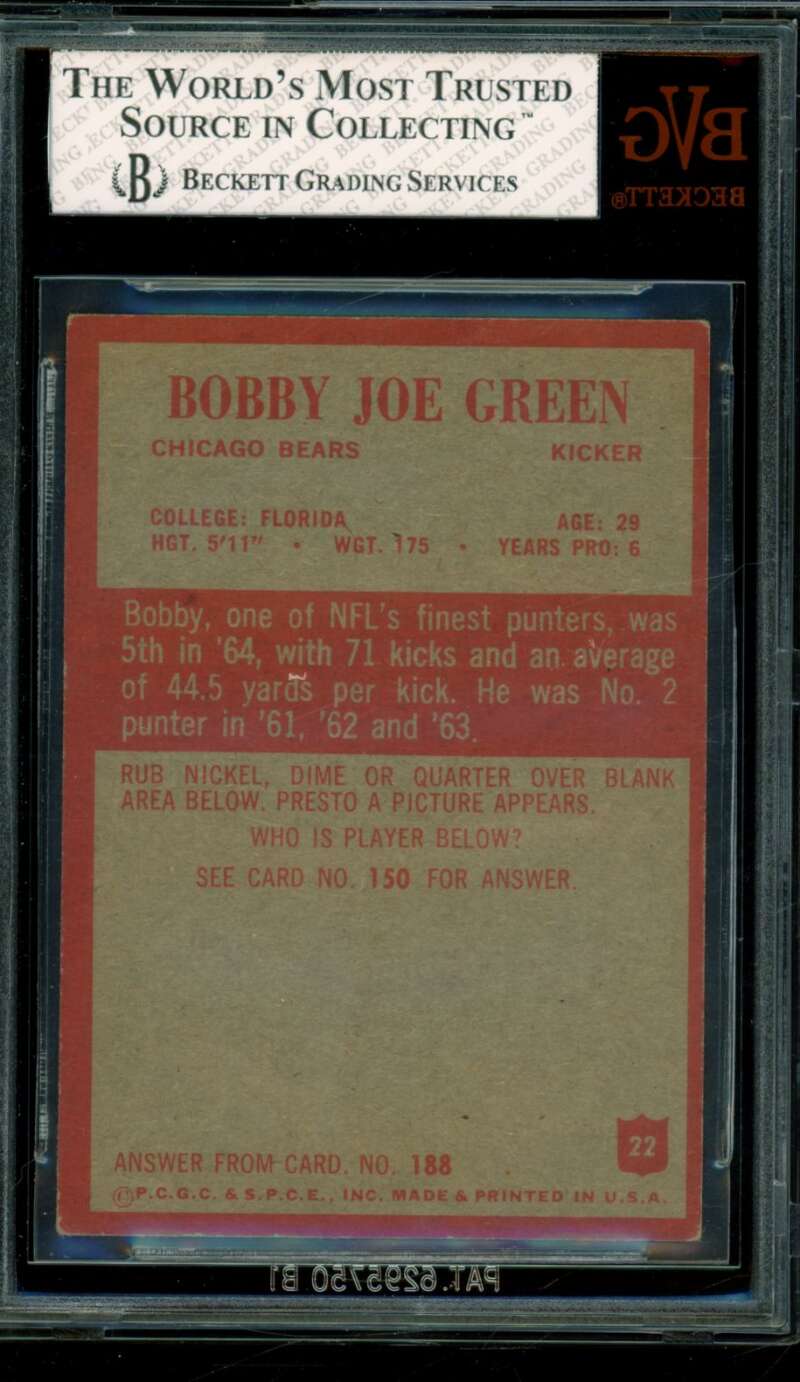 THE WORLD'S MOST TRUSTED
SOURCE IN COLLECTING™
B BECKETT GRADING SERVICES
BVG
BECKETT®
BOBBY JOE GREEN
CHICAGO BEARS KICKER
COLLEGE: FLORIDA AGE: 29
HGT. 5'11" • WGT. 175 • YEARS PRO: 6
Bobby, one of NFL's finest punters, was
5th in '64, with 71 kicks and an average
of 44.5 yards per kick. He was No. 2
punter in '61, '62 and '63.
RUB NICKEL, DIME OR QUARTER OVER BLANK
AREA BELOW. PRESTO A PICTURE APPEARS.
WHO IS PLAYER BELOW?
SEE CARD NO. 150 FOR ANSWER.
22
ANSWER FROM CARD. NO. 188
©P.C.G.C. & S.P.C.E., INC. MADE & PRINTED IN U.S.A.
PAT.6295750 B1